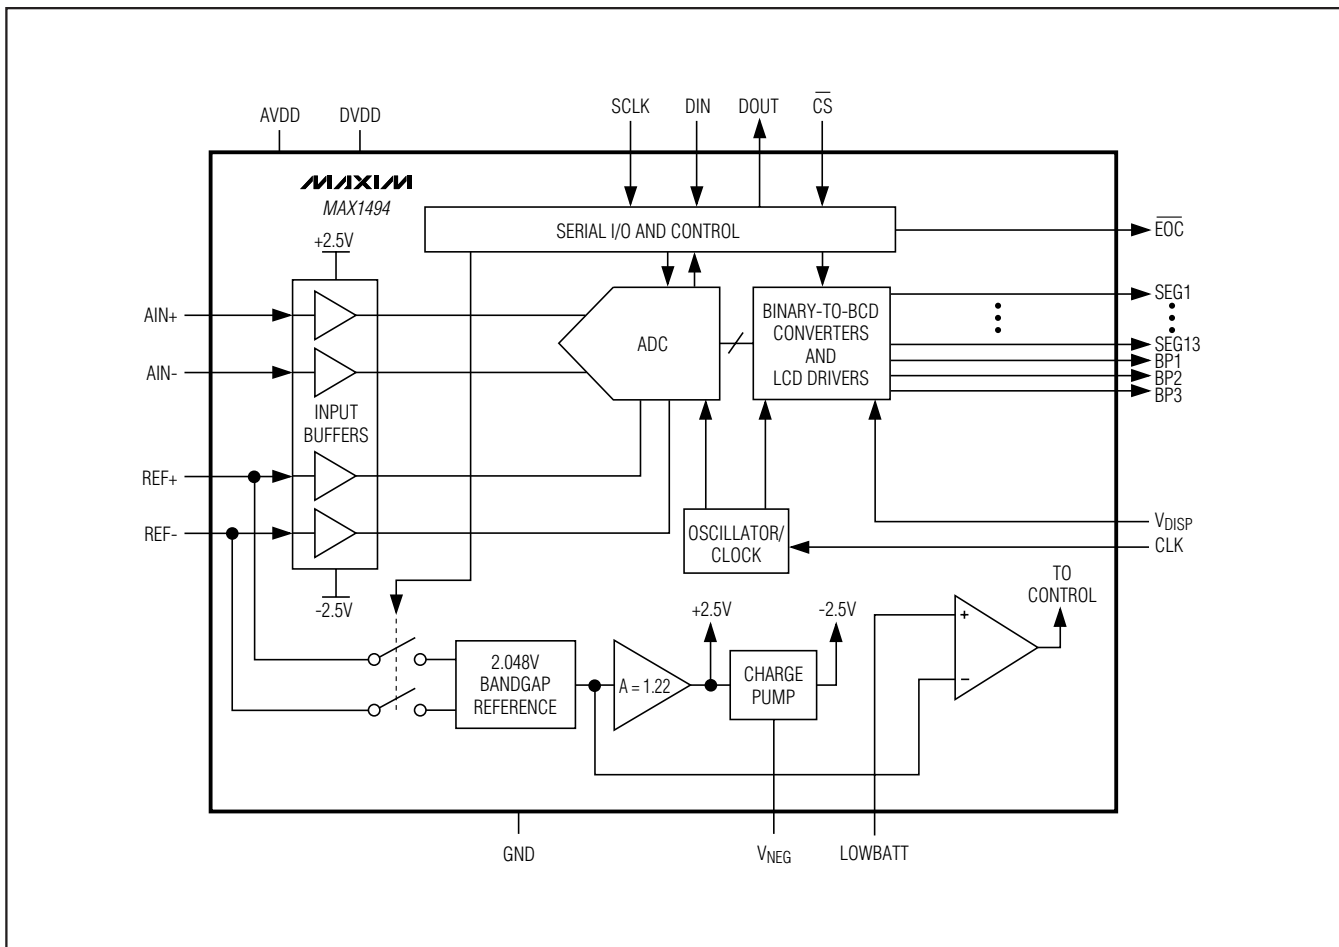 SCLK DIN DOUT CS
AVDD DVDD
MAXIM
MAX1494
SERIAL I/O AND CONTROL
EOC
+2.5V
SEG1
AIN+
ADC
BINARY-TO-BCD
CONVERTERS
AND
LCD DRIVERS
SEG13
BP1
BP2
BP3
AIN-
INPUT
BUFFERS
REF+
REF-
OSCILLATOR/
CLOCK
VDISP
CLK
-2.5V
+2.5V
-2.5V
TO
CONTROL
+
−
2.048V
BANDGAP
REFERENCE
A = 1.22
CHARGE
PUMP
GND
VNEG
LOWBATT